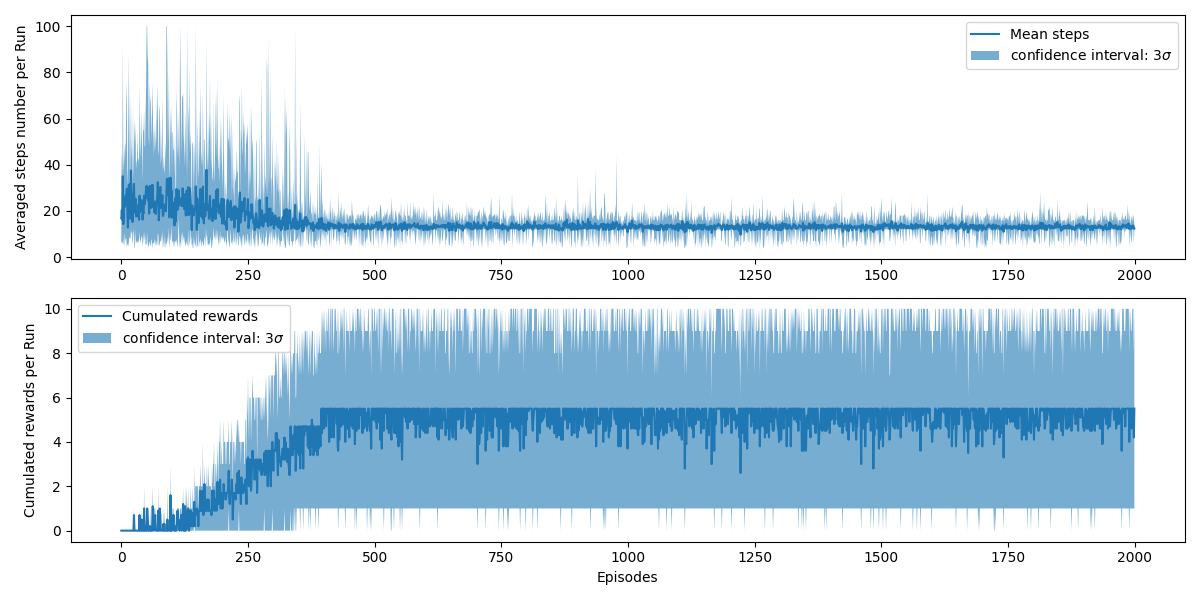 Averaged steps number per Run
100
80
60
40
20
0
Mean steps
confidence interval: 3σ
0 250 500 750 1000 1250 1500 1750 2000
Cumulated rewards per Run
10
8
6
4
2
0
Cumulated rewards
confidence interval: 3σ
0 250 500 750 1000 1250 1500 1750 2000
Episodes